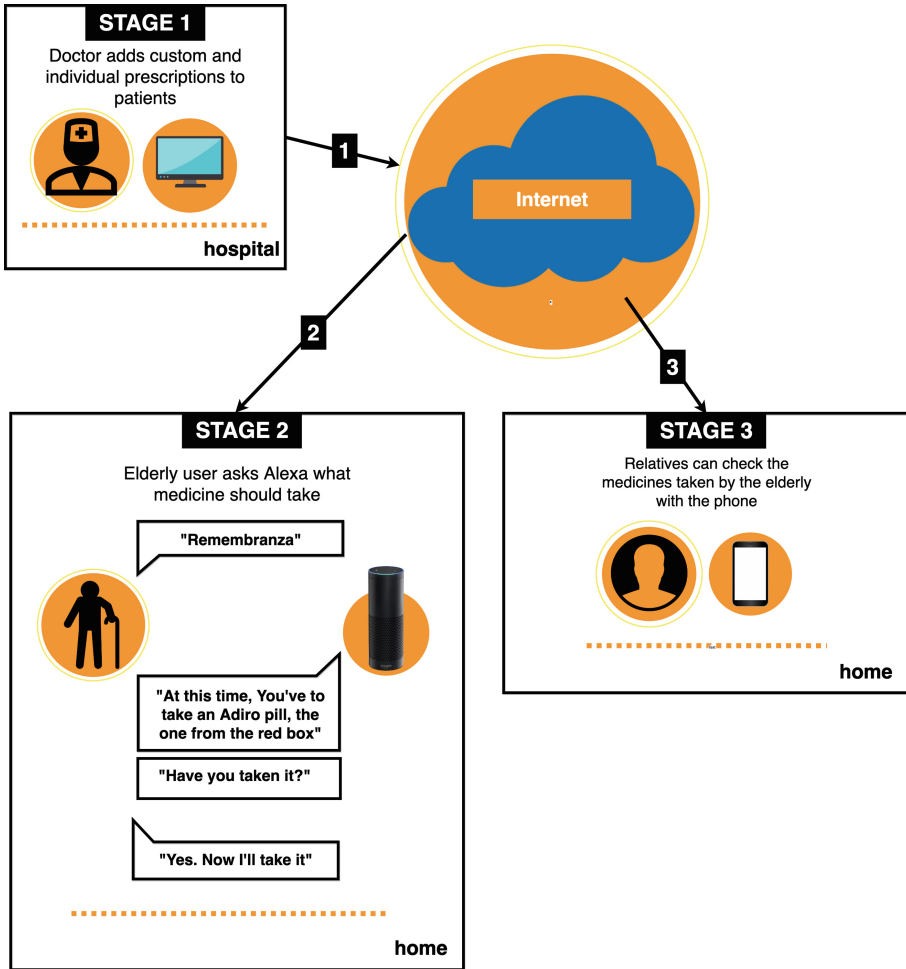 STAGE 1
Doctor adds custom and
individual prescriptions to
patients
hospital
1
Internet
2
3
STAGE 2
Elderly user asks Alexa what
medicine should take
"Remembranza"
"At this time, You've to
take an Adiro pill, the
one from the red box"
"Have you taken it?"
"Yes. Now I'll take it"
home
STAGE 3
Relatives can check the
medicines taken by the elderly
with the phone
home